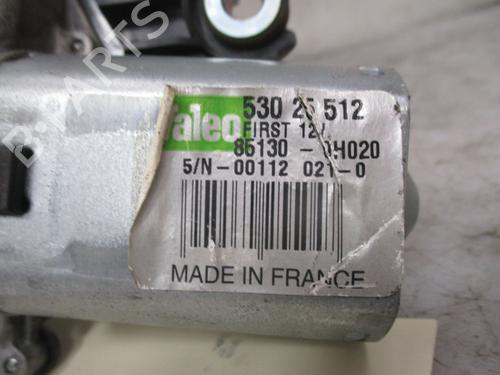 Valeo 530 25 512
FIRST 12V
85130 - 0H020
S/N-00112 021-0
MADE IN FRANCE
B-PARTS